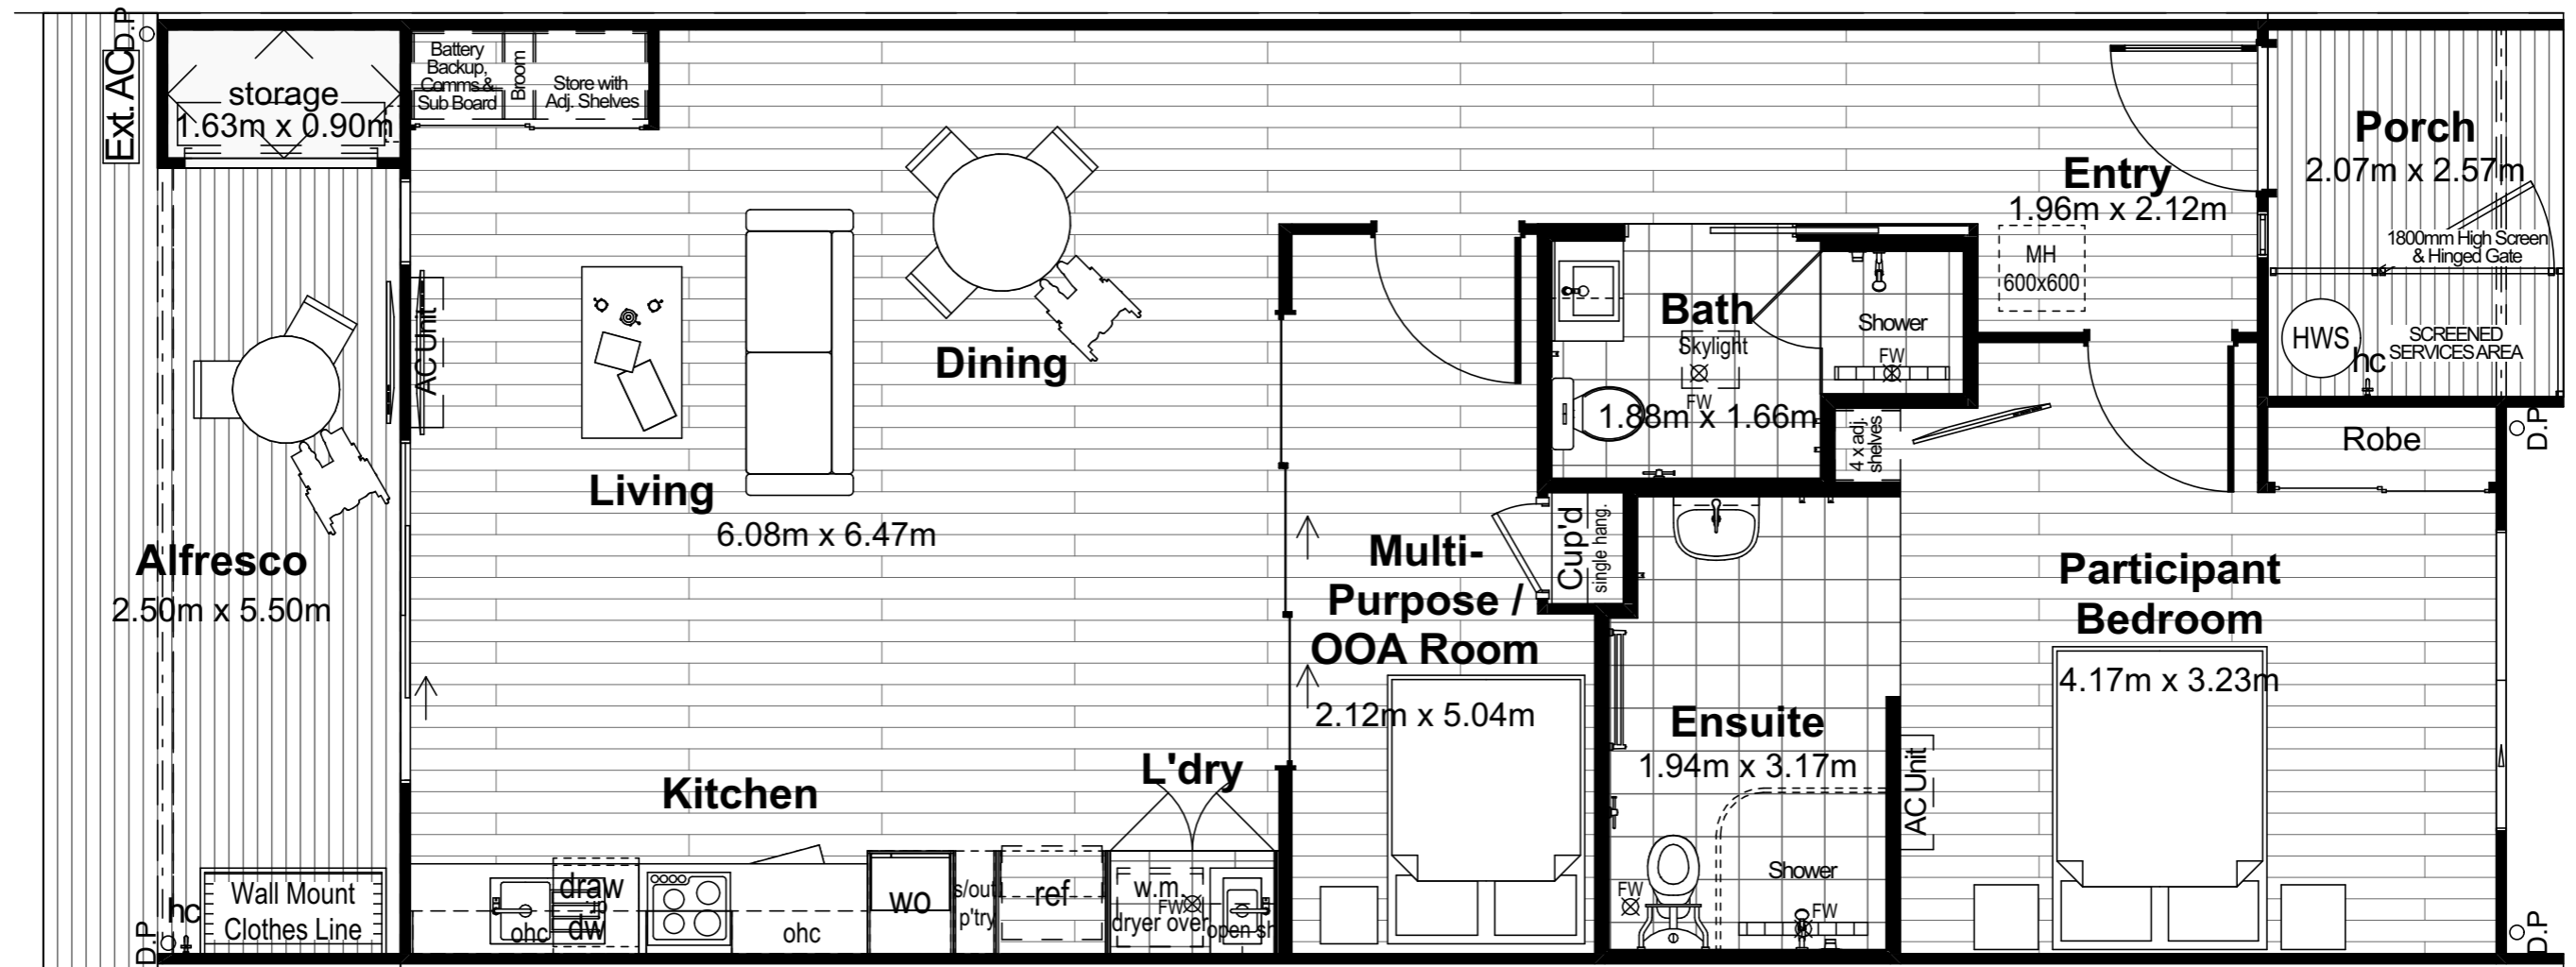 D.P
Ext. AC
storage
1.63m x 0.90m
Battery
Backup,
Comms &
Sub Board
Broom
Store with
Adj. Shelves
Porch
2.07m x 2.57m
Entry
1.96m x 2.12m
1800mm High Screen
& Hinged Gate
MH
600x600
HWS
hc
SCREENED
SERVICES AREA
Bath
Skylight
FW
1.88m x 1.66m
Shower
FW
4 x adj.
shelves
Robe
D.P
AC Unit
Dining
Living
6.08m x 6.47m
Alfresco
2.50m x 5.50m
Cup'd
single hang.
Multi-
Purpose /
OOA Room
2.12m x 5.04m
Participant
Bedroom
4.17m x 3.23m
Ensuite
1.94m x 3.17m
AC Unit
Kitchen
L'dry
Wall Mount
Clothes Line
hc
D.P
draw
dw
ohc
ohc
wo
s/out
p'try
ref
w.m.
FW
dryer over
open sh
FW
Shower
FW
D.P